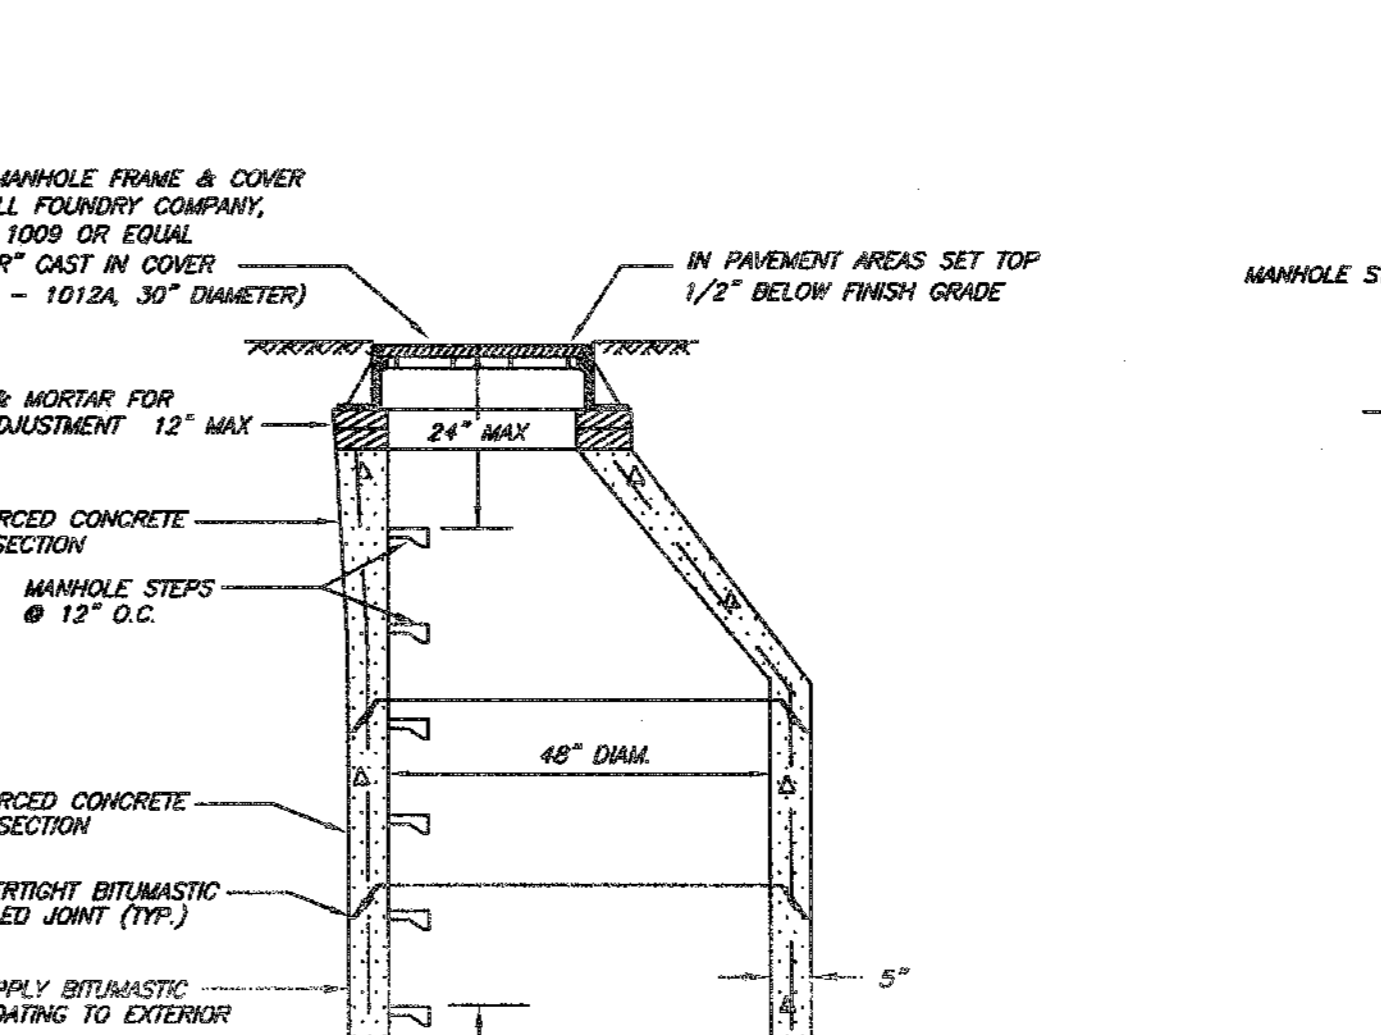 MANHOLE FRAME & COVER
LL FOUNDRY COMPANY,
1009 OR EQUAL
R" CAST IN COVER
- 1012A, 30" DIAMETER)
IN PAVEMENT AREAS SET TOP
1/2" BELOW FINISH GRADE
MANHOLE S
& MORTAR FOR
DJUSTMENT 12" MAX
24" MAX
RCED CONCRETE
SECTION
MANHOLE STEPS
@ 12" O.C.
48" DIAM.
RCED CONCRETE
SECTION
ERTIGHT BITUMASTIC
LED JOINT (TYP.)
5"
PPLY BITUMASTIC
OATING TO EXTERIOR